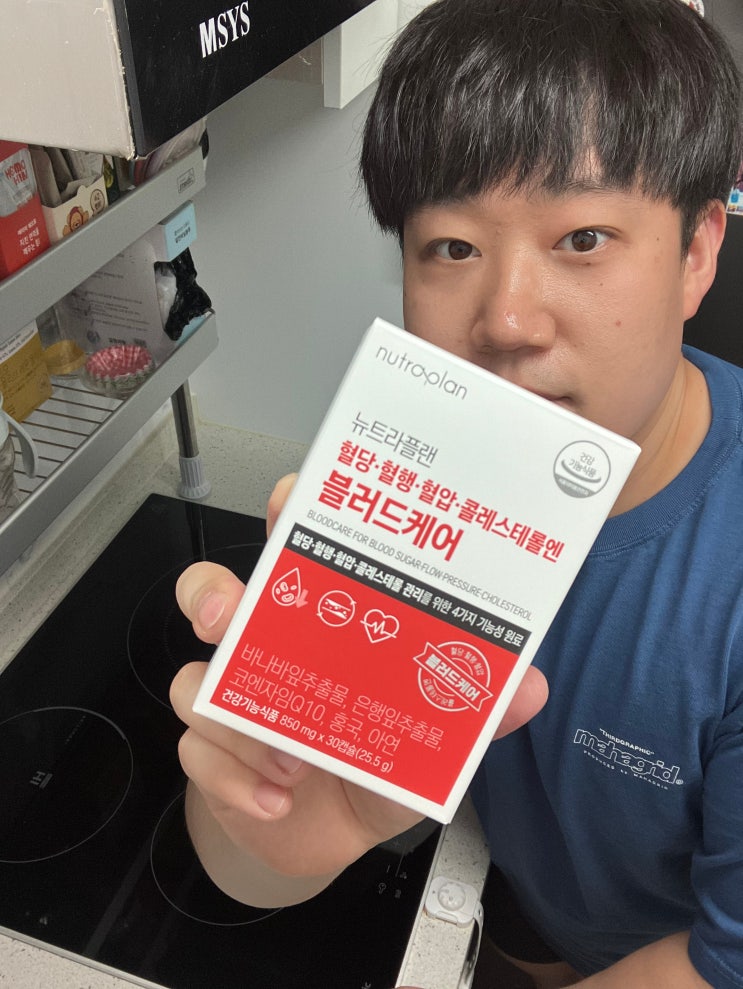 MSYS
nutraplan
뉴트라플랜
건강
기능식품
혈당·혈행·혈압·콜레스테롤엔
블러드케어
BLOODCARE FOR BLOOD SUGAR·FLOW·PRESSURE·CHOLESTEROL
혈당·혈행·혈압·콜레스테롤 관리를 위한 4가지 기능성 원료
블러드케어
바나바잎추출물, 은행잎추출물,
코엔자임Q10, 홍국, 아연
건강기능식품 850 mg x 30캡슐(25.5 g)
"THIRDGRAPHIC"
mahagrid®
PRODUCED BY MAHAGRID